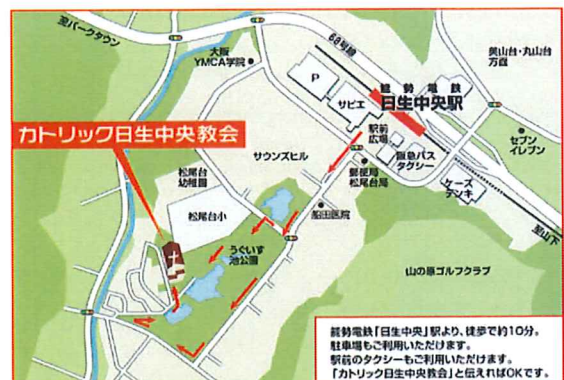 至パークタウン
68号線
大阪
YMCA学院
P
サピエ
能勢電鉄
日生中央駅
美山台・丸山台
方面
カトリック日生中央教会
サウンズヒル
駅前
広場
阪急バス
タクシー
セブン
イレブン
郵便局
松尾台局
ケーズ
デンキ
松尾台
幼稚園
松尾台小
船田医院
至山下
うぐいす
池公園
山の原ゴルフクラブ
能勢電鉄「日生中央」駅より、徒歩で約10分。
駐車場もご利用いただけます。
駅前のタクシーもご利用いただけます。
「カトリック日生中央教会」と伝えればOKです。